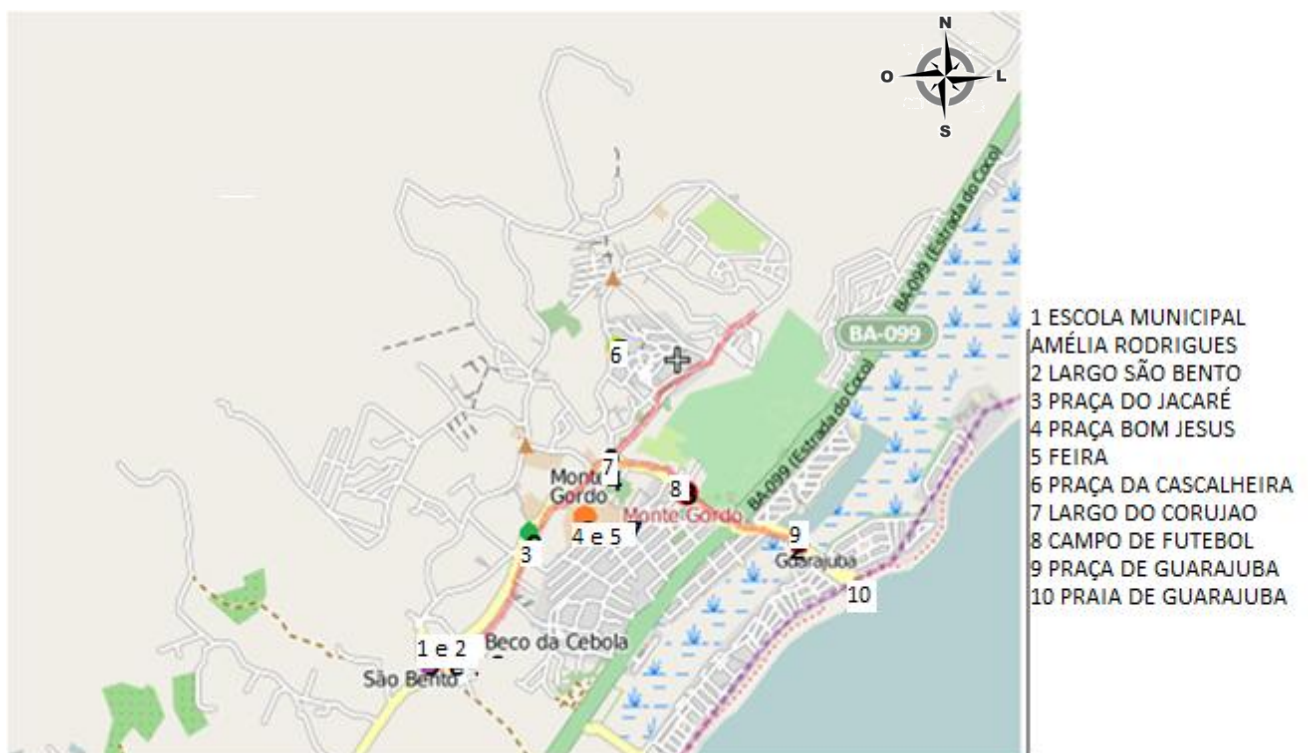 N
O L
S
BA-099 (Estrada do Coco)
BA-099
BA-099 (Estrada do Coco)
6
7
Monte
Gordo
8
Monte Gordo
4 e 5
3
9
Guarajuba
10
1 e 2
Beco da Cebola
São Bento
1 ESCOLA MUNICIPAL
AMÉLIA RODRIGUES
2 LARGO SÃO BENTO
3 PRAÇA DO JACARÉ
4 PRAÇA BOM JESUS
5 FEIRA
6 PRAÇA DA CASCALHEIRA
7 LARGO DO CORUJAO
8 CAMPO DE FUTEBOL
9 PRAÇA DE GUARAJUBA
10 PRAIA DE GUARAJUBA